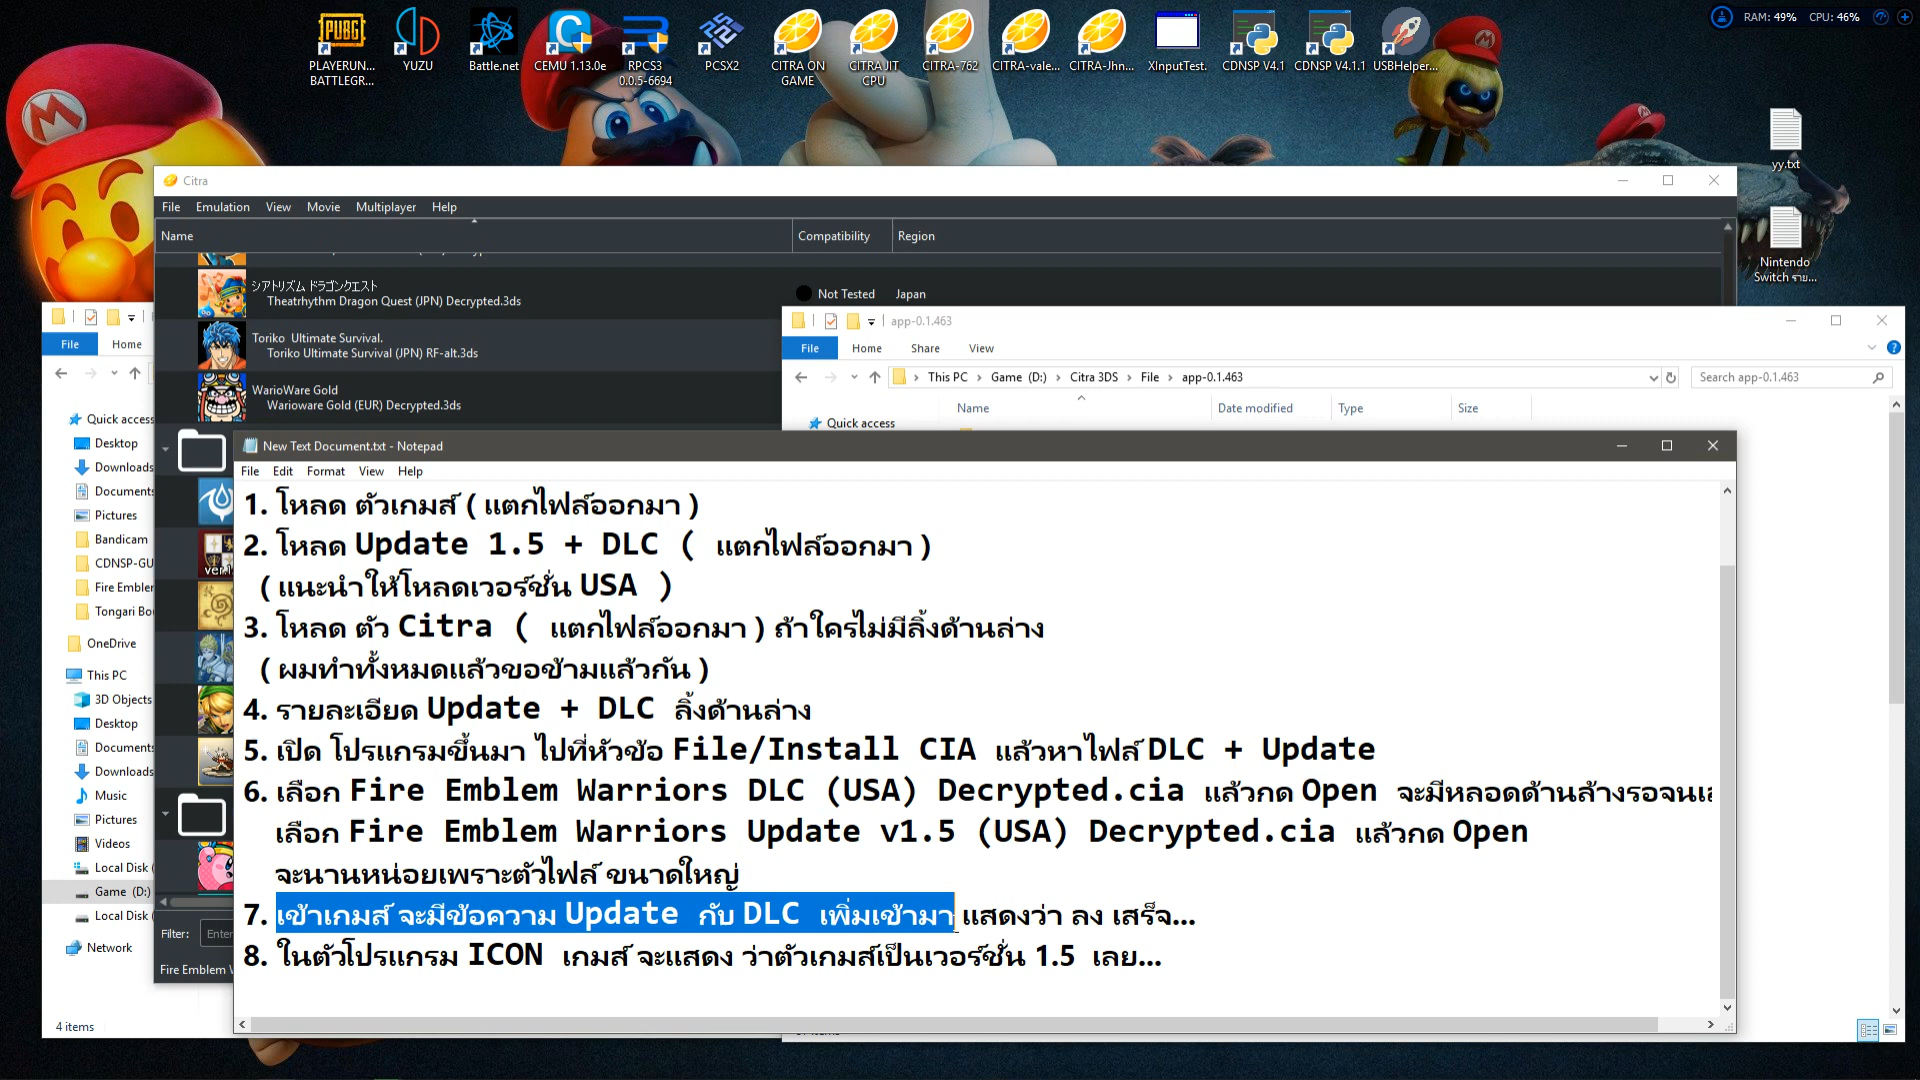 RAM: 49% CPU: 46%
PLAYERUN... BATTLEGR...
YUZU
Battle.net
CEMU 1.13.0e
RPCS3 0.0.5-6694
PCSX2
CITRA ON GAME
CITRA JIT CPU
CITRA-762
CITRA-vale...
CITRA-Jhn...
XInputTest.
CDNSP V4.1
CDNSP V4.1.1
USBHelper...
yy.txt
Nintendo Switch ราย...
Citra
File Emulation View Movie Multiplayer Help
Name Compatibility Region
シアトリズム ドラゴンクエスト
Theatrhythm Dragon Quest (JPN) Decrypted.3ds
Not Tested Japan
Toriko Ultimate Survival.
Toriko Ultimate Survival (JPN) RF-alt.3ds
WarioWare Gold
Warioware Gold (EUR) Decrypted.3ds
Filter: Enter
Fire Emblem W
File Home
Quick access
Desktop
Downloads
Documents
Pictures
Bandicam
CDNSP-GU
Fire Emblem
Tongari Bo
OneDrive
This PC
3D Objects
Desktop
Documents
Downloads
Music
Pictures
Videos
Local Disk (
Game (D:)
Local Disk (
Network
4 items
app-0.1.463
File Home Share View
This PC > Game (D:) > Citra 3DS > File > app-0.1.463
Search app-0.1.463
Name Date modified Type Size
Quick access
New Text Document.txt - Notepad
File Edit Format View Help
1. โหลด ตัวเกมส์ ( แตกไฟล์ออกมา )
2. โหลด Update 1.5 + DLC ( แตกไฟล์ออกมา )
( แนะนำให้โหลดเวอร์ชั่น USA )
3. โหลด ตัว Citra ( แตกไฟล์ออกมา ) ถ้าใครไม่มีลิ้งด้านล่าง
( ผมทำทั้งหมดแล้วขอข้ามแล้วกัน )
4. รายละเอียด Update + DLC ลิ้งด้านล่าง
5. เปิด โปรแกรมขึ้นมา ไปที่หัวข้อ File/Install CIA แล้วหาไฟล์ DLC + Update
6. เลือก Fire Emblem Warriors DLC (USA) Decrypted.cia แล้วกด Open จะมีหลอดด้านล้างรอจนเส
เลือก Fire Emblem Warriors Update v1.5 (USA) Decrypted.cia แล้วกด Open
จะนานหน่อยเพราะตัวไฟล์ ขนาดใหญ่
7. เข้าเกมส์ จะมีข้อความ Update กับ DLC เพิ่มเข้ามา แสดงว่า ลง เสร็จ...
8. ในตัวโปรแกรม ICON เกมส์ จะแสดง ว่าตัวเกมส์เป็นเวอร์ชั่น 1.5 เลย...